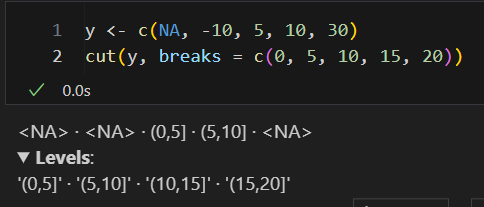 1 y <- c(NA, -10, 5, 10, 30)
2 cut(y, breaks = c(0, 5, 10, 15, 20))
✓ 0.0s
<NA> · <NA> · (0,5] · (5,10] · <NA>
▼ Levels:
'(0,5]' · '(5,10]' · '(10,15]' · '(15,20]'